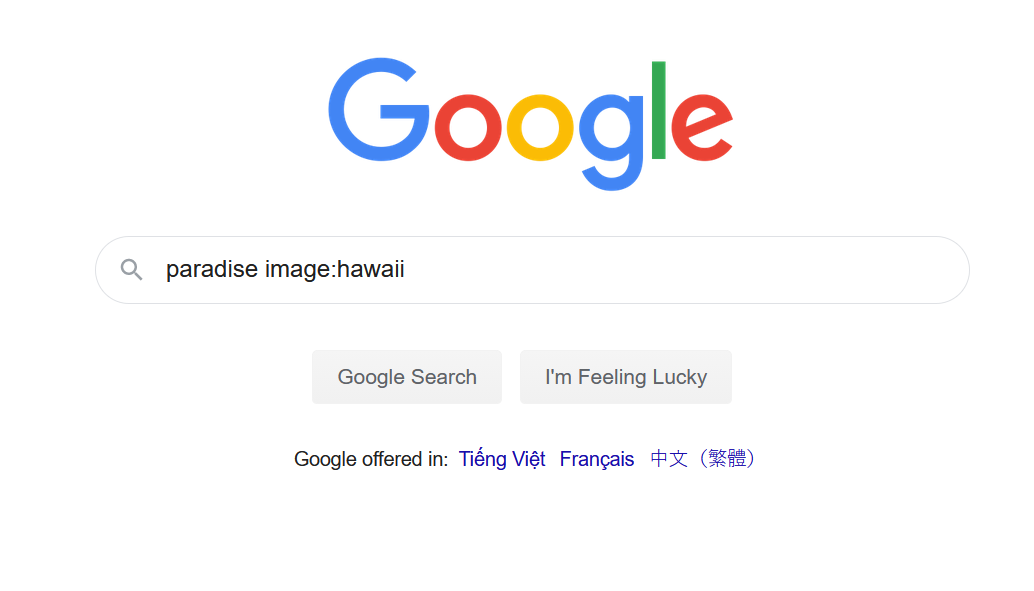 Google
paradise image:hawaii
Google Search I'm Feeling Lucky
Google offered in: Tiếng Việt Français 中文（繁體）